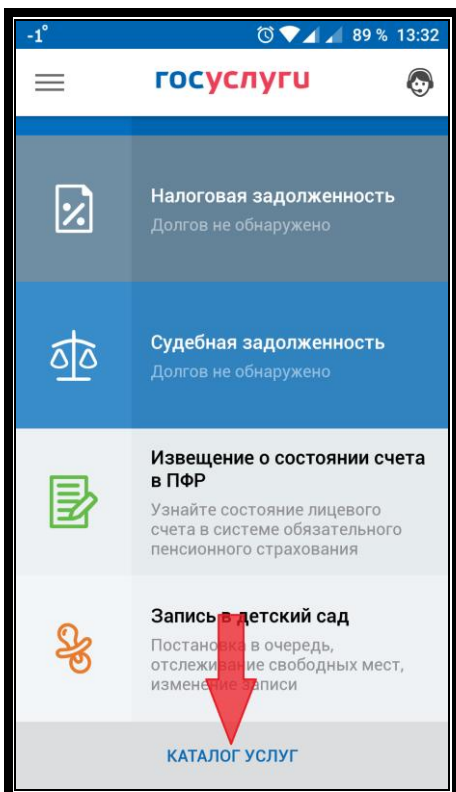 -1° 89 % 13:32
госуслуги
Налоговая задолженность
Долгов не обнаружено
Судебная задолженность
Долгов не обнаружено
Извещение о состоянии счета
в ПФР
Узнайте состояние лицевого
счета в системе обязательного
пенсионного страхования
Запись в детский сад
Постановка в очередь,
отслеживание свободных мест,
изменение записи
КАТАЛОГ УСЛУГ